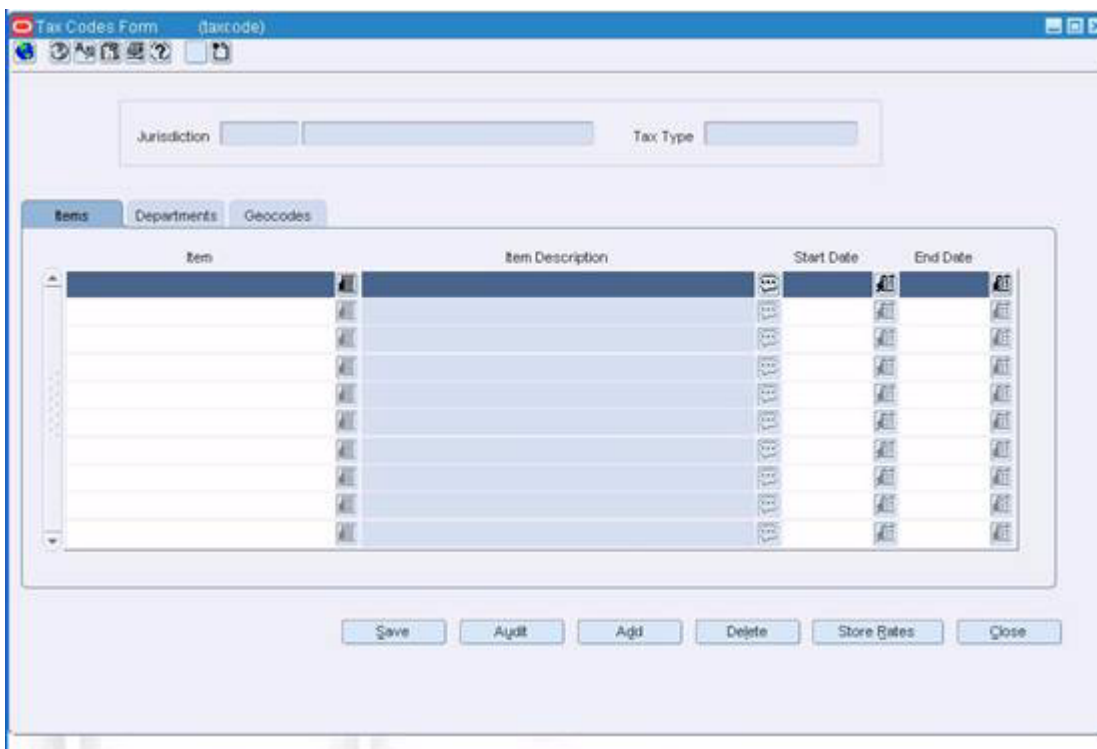 Tax Codes Form (taxcode)
Jurisdiction Tax Type
Items Departments Geocodes
Item Item Description Start Date End Date
Save Audit Add Delete Store Rates Close